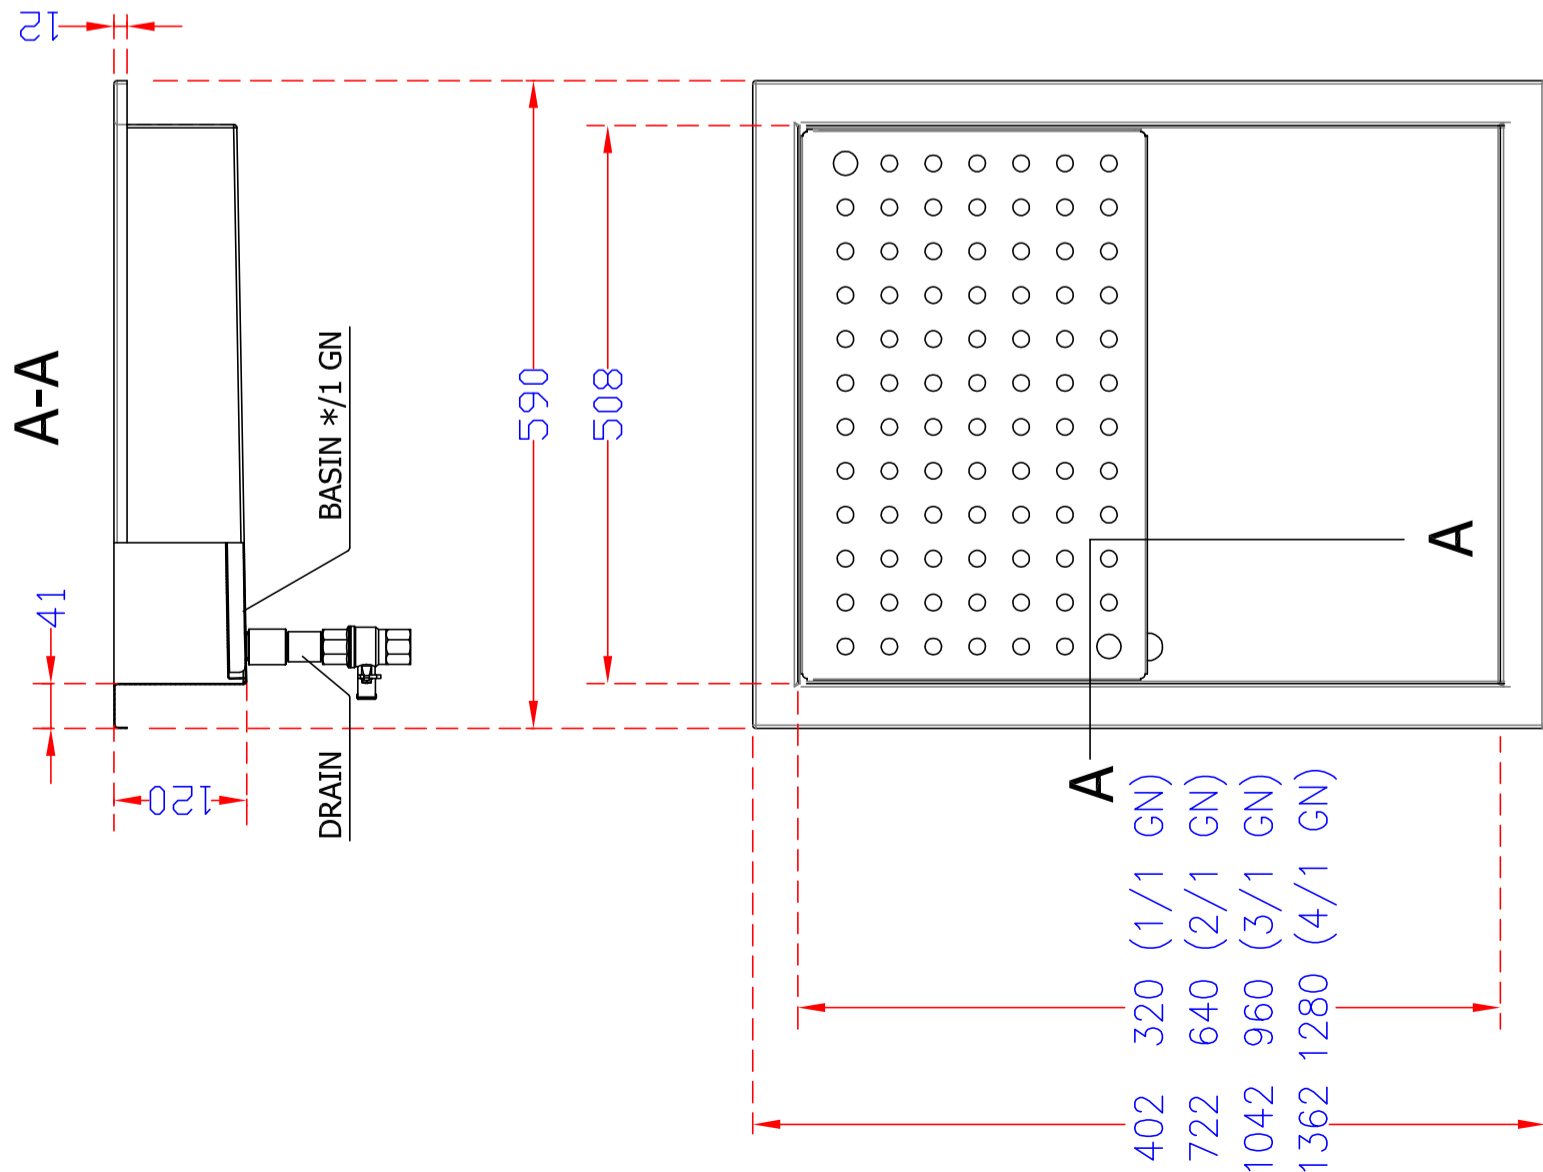 A-A
12
41
120
BASIN */1 GN
DRAIN
590
508
A
A
402 320 (1/1 GN)
722 640 (2/1 GN)
1042 960 (3/1 GN)
1362 1280 (4/1 GN)